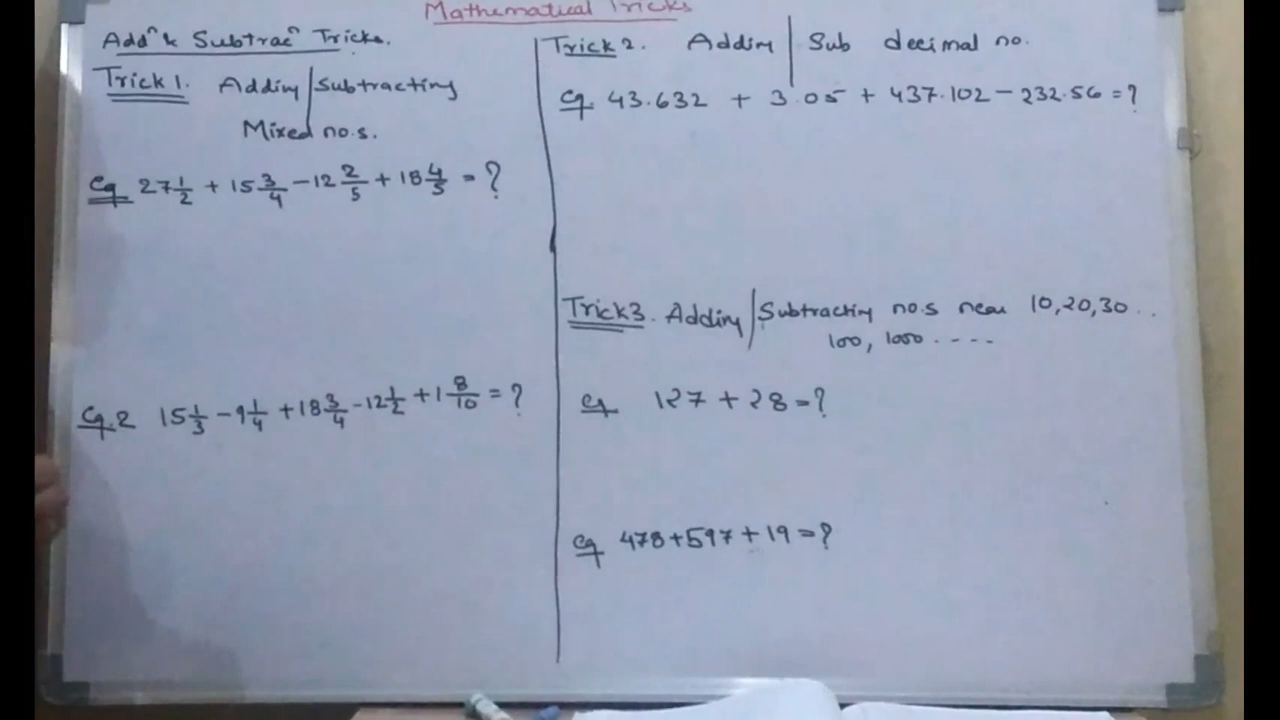 Mathematical Tricks
Addⁿ & Subtracⁿ Tricks.
Trick 1. Adding/Subtracting
Mixed no.s.
eg 27 1/2 + 15 3/4 - 12 2/5 + 18 4/5 = ?
eg.2 15 1/3 - 9 1/4 + 18 3/4 - 12 1/2 + 1 8/10 = ?
Trick 2. Adding | Sub decimal no.
eg. 43.632 + 3.05 + 437.102 - 232.56 = ?
Trick 3. Adding/Subtracting no.s near 10,20,30..
100, 1000 ....
eg 127 + 28 = ?
eg 478+597+19=?